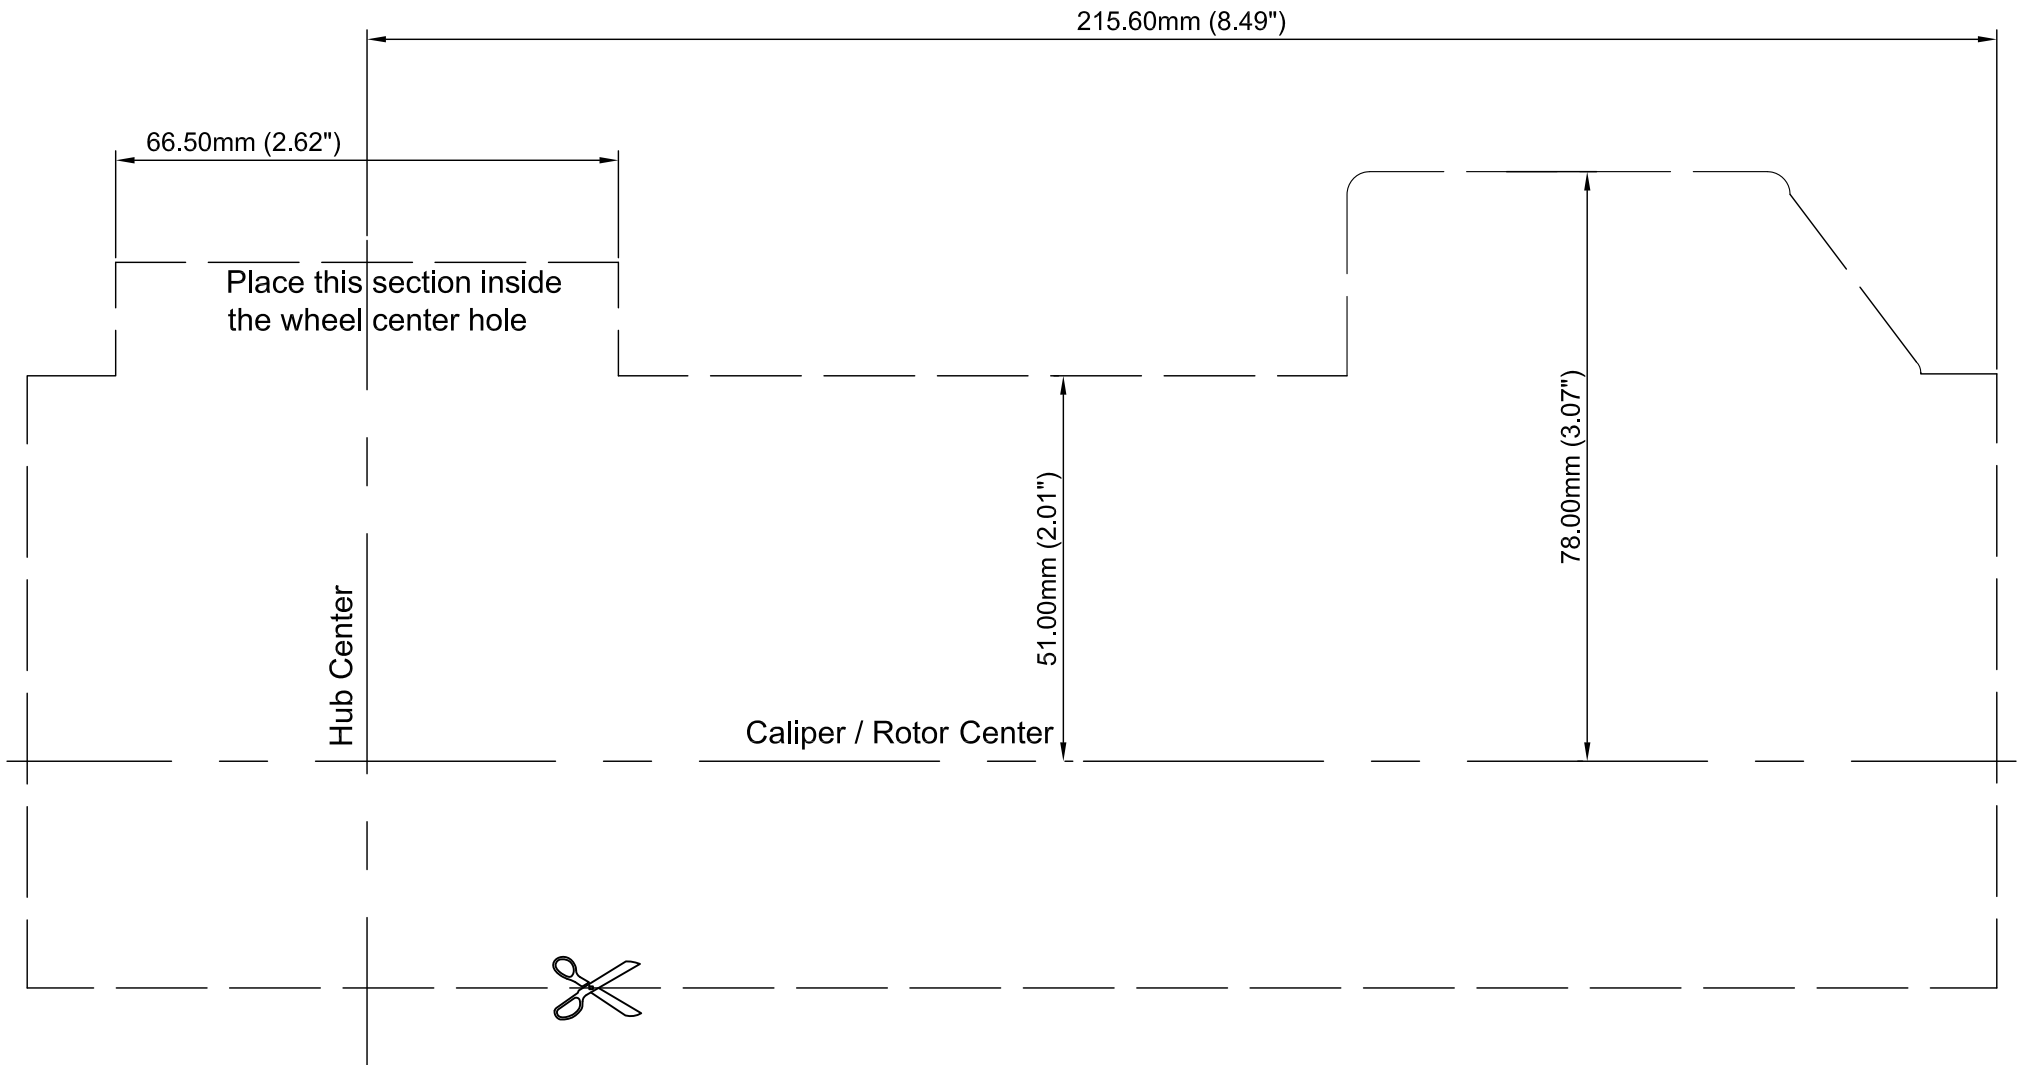 215.60mm (8.49")
66.50mm (2.62")
Place this section inside
the wheel center hole
78.00mm (3.07")
51.00mm (2.01")
Hub Center
Caliper / Rotor Center